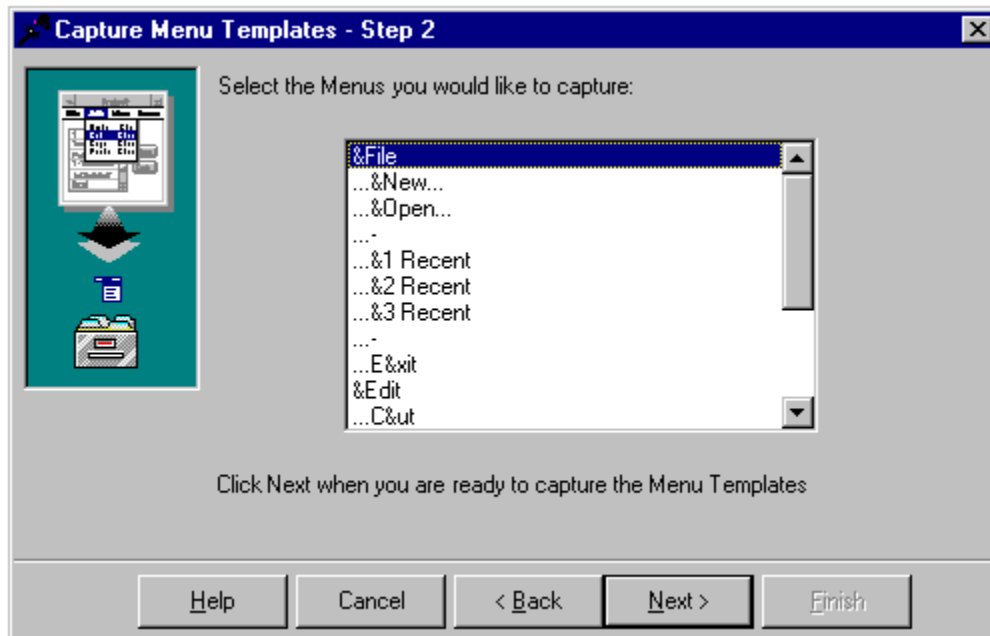 Capture Menu Templates - Step 2
Select the Menus you would like to capture:
&File
...&New...
...&Open...
...-
...&1 Recent
...&2 Recent
...&3 Recent
...-
...E&xit
&Edit
...C&ut
Click Next when you are ready to capture the Menu Templates
Help
Cancel
< Back
Next >
Finish